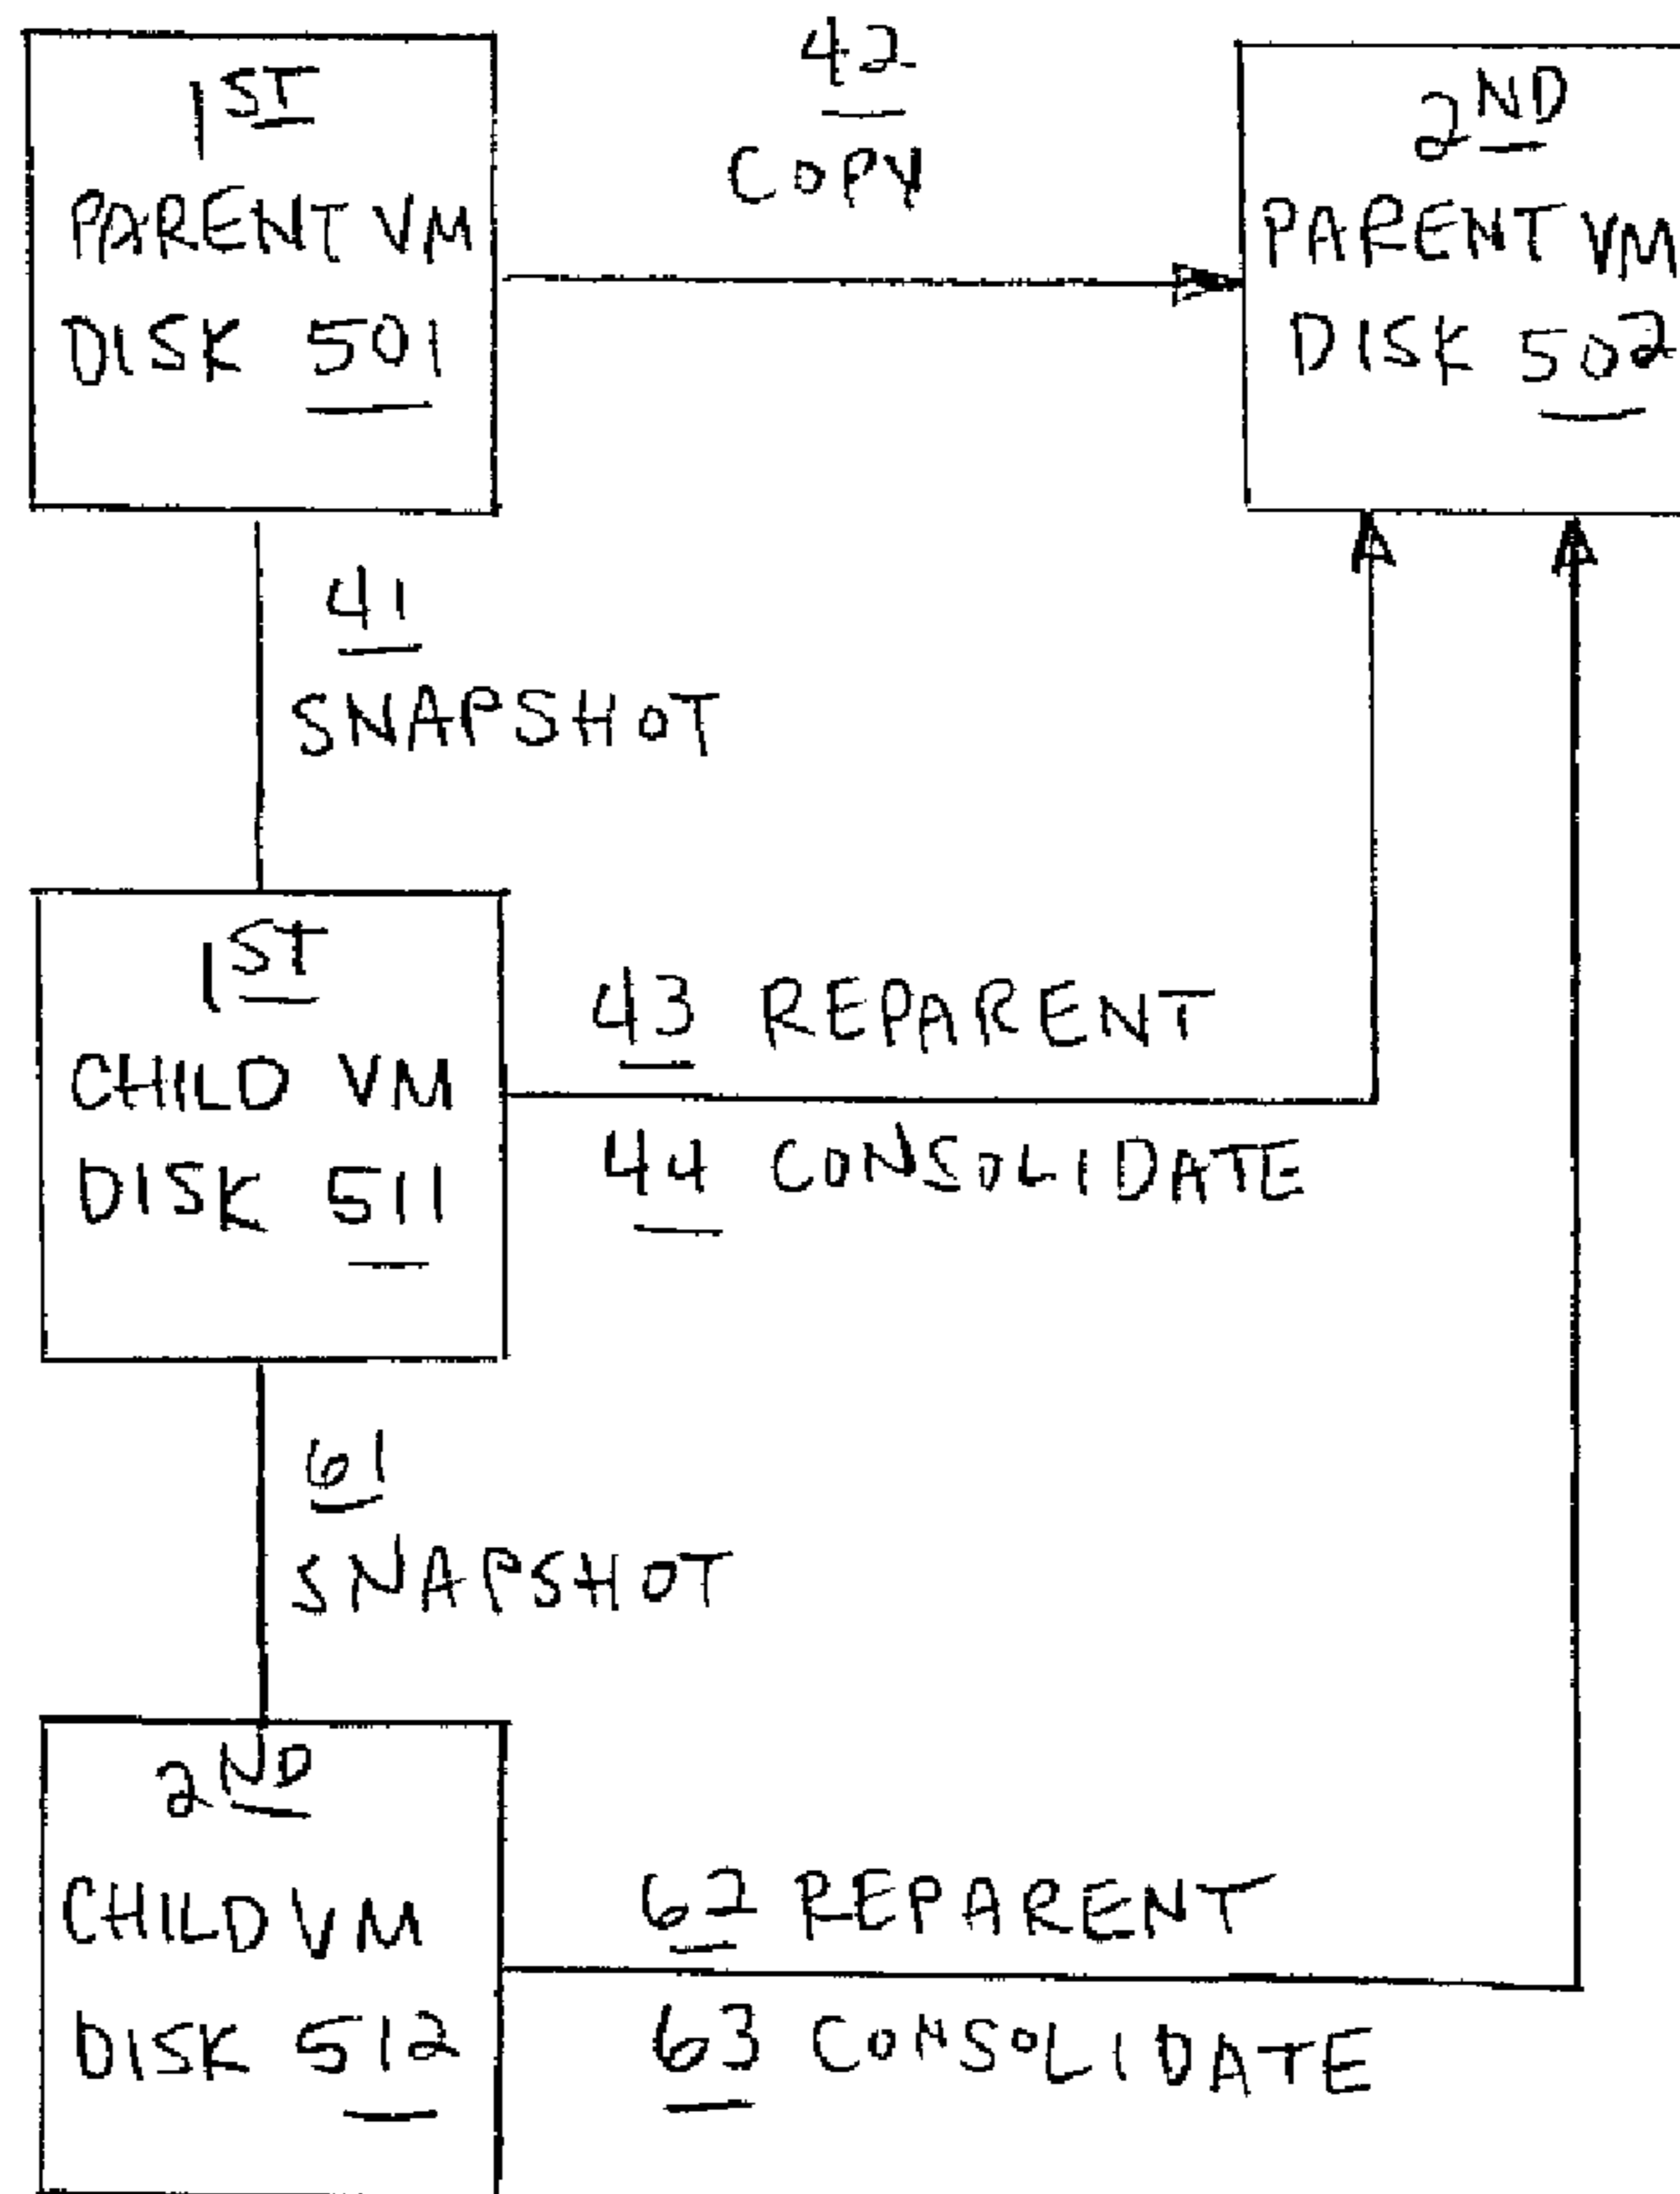 1ST
PARENT VM
DISK 501
42
COPY
2ND
PARENT VM
DISK 502
41
SNAPSHOT
1ST
CHILD VM
DISK 511
43 REPARENT
44 CONSOLIDATE
61
SNAPSHOT
2ND
CHILD VM
DISK 512
62 REPARENT
63 CONSOLIDATE